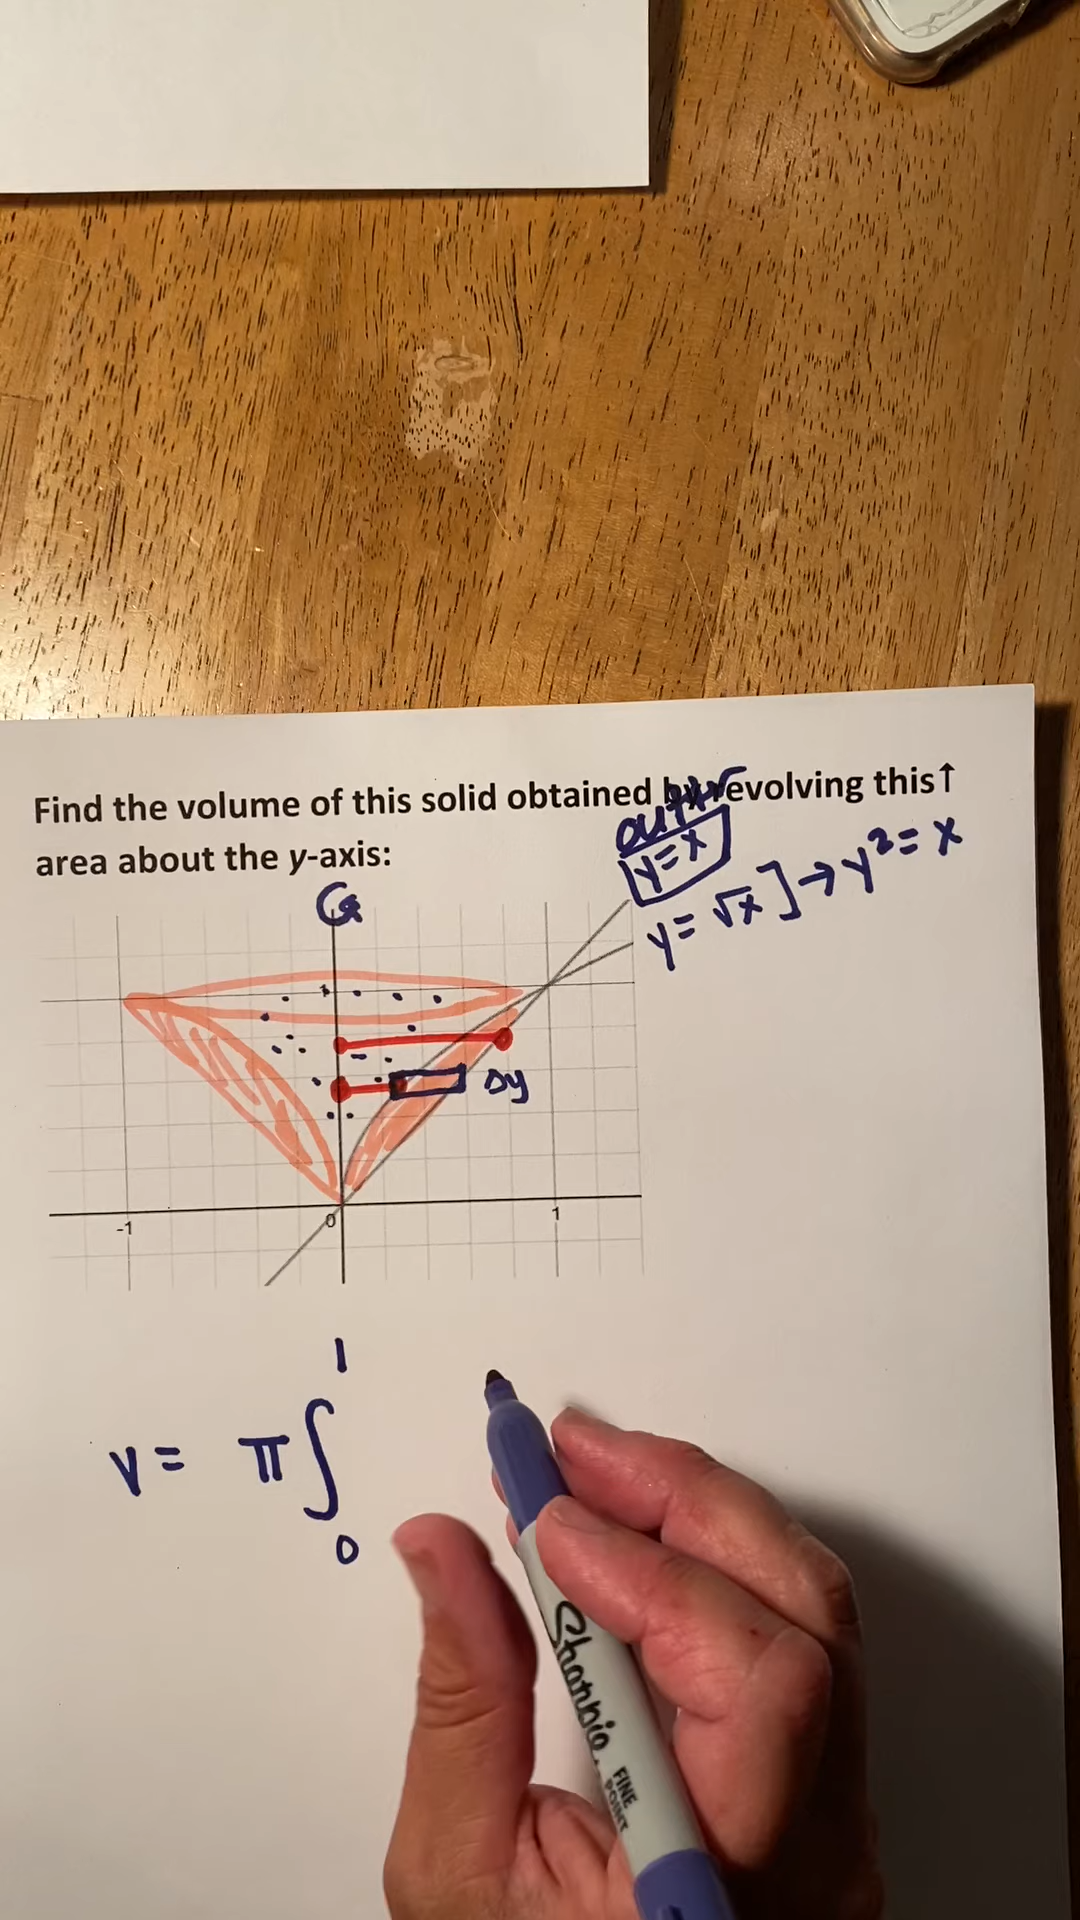 Find the volume of this solid obtained by revolving this↑
area about the y-axis:
outer
y=x
y=√x]→y²=x
1
Δy
-1
0
1
1
V= π∫
0
Sharpie
FINE
POINT